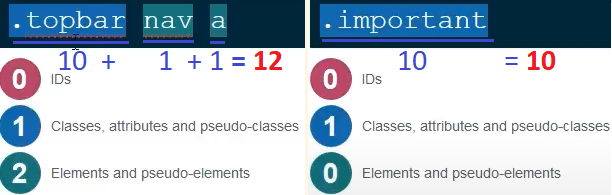 .topbar nav a
10 + 1 + 1 = 12
0 IDs
1 Classes, attributes and pseudo-classes
2 Elements and pseudo-elements
.important
10 = 10
0 IDs
1 Classes, attributes and pseudo-classes
0 Elements and pseudo-elements